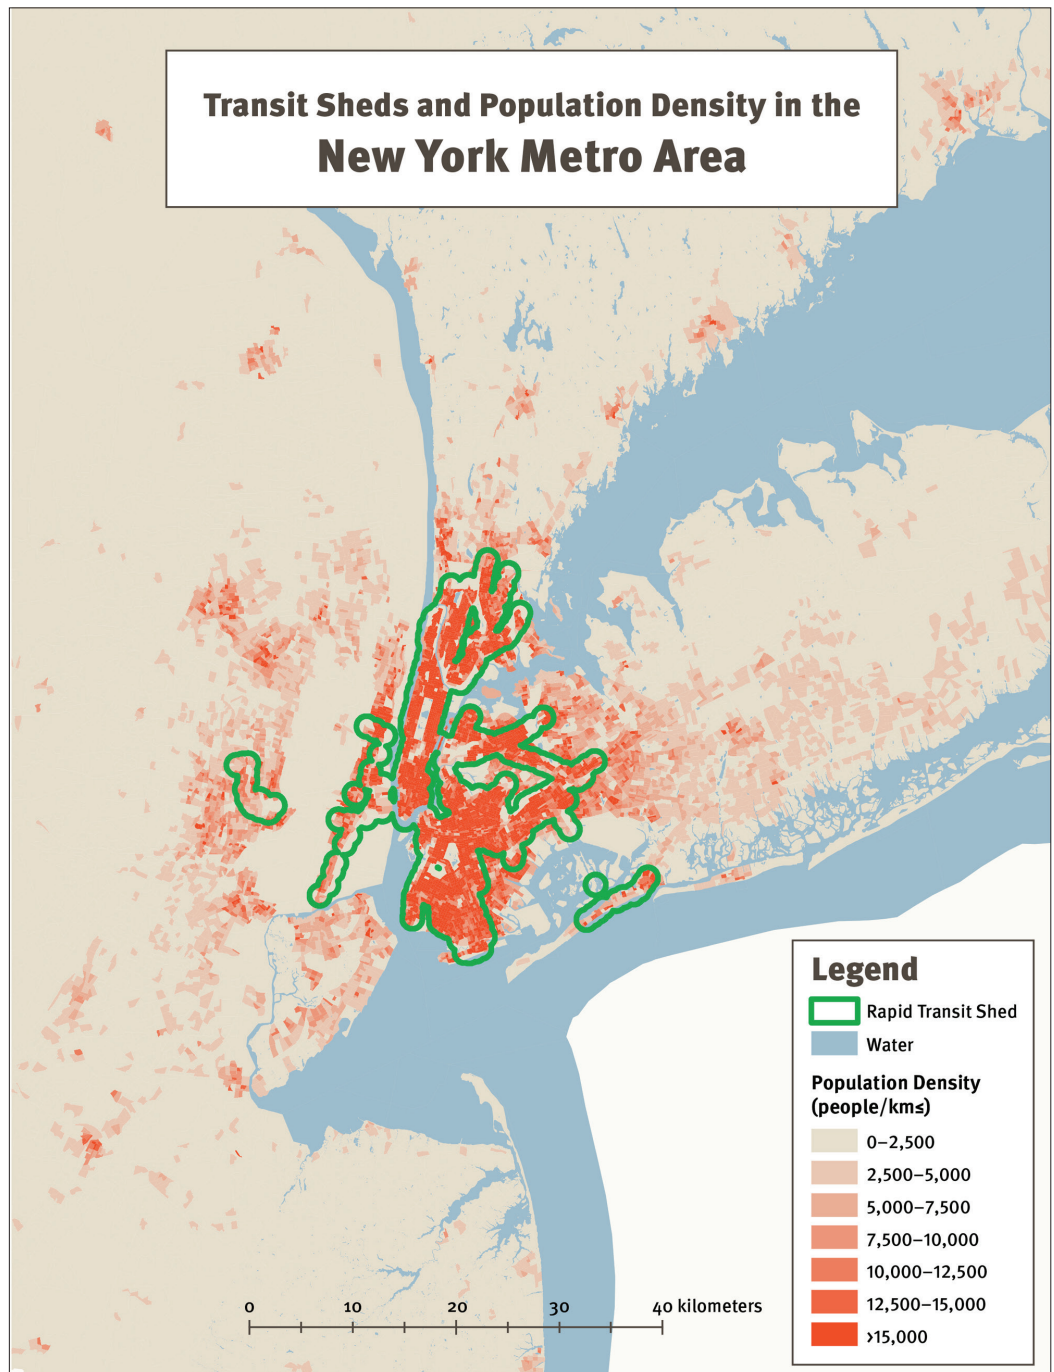 Transit Sheds and Population Density in the
New York Metro Area
Legend
Rapid Transit Shed
Water
Population Density
(people/km≤)
0–2,500
2,500–5,000
5,000–7,500
7,500–10,000
10,000–12,500
12,500–15,000
>15,000
0 10 20 30 40 kilometers